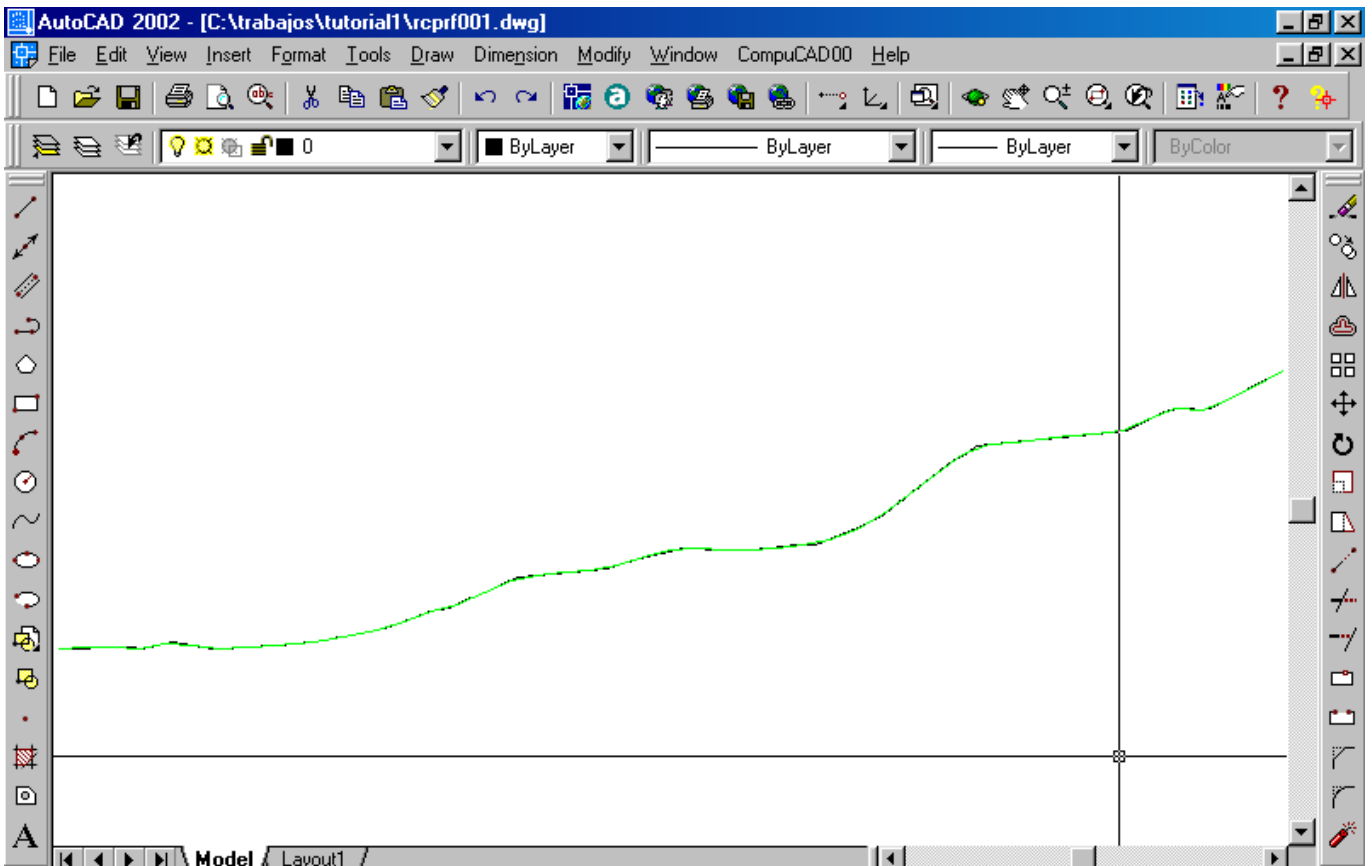 AutoCAD 2002 - [C:\trabajos\tutorial1\rcprf001.dwg]
File Edit View Insert Format Tools Draw Dimension Modify Window CompuCAD00 Help
0 ByLayer ByLayer ByLayer ByColor
A
Model Layout1